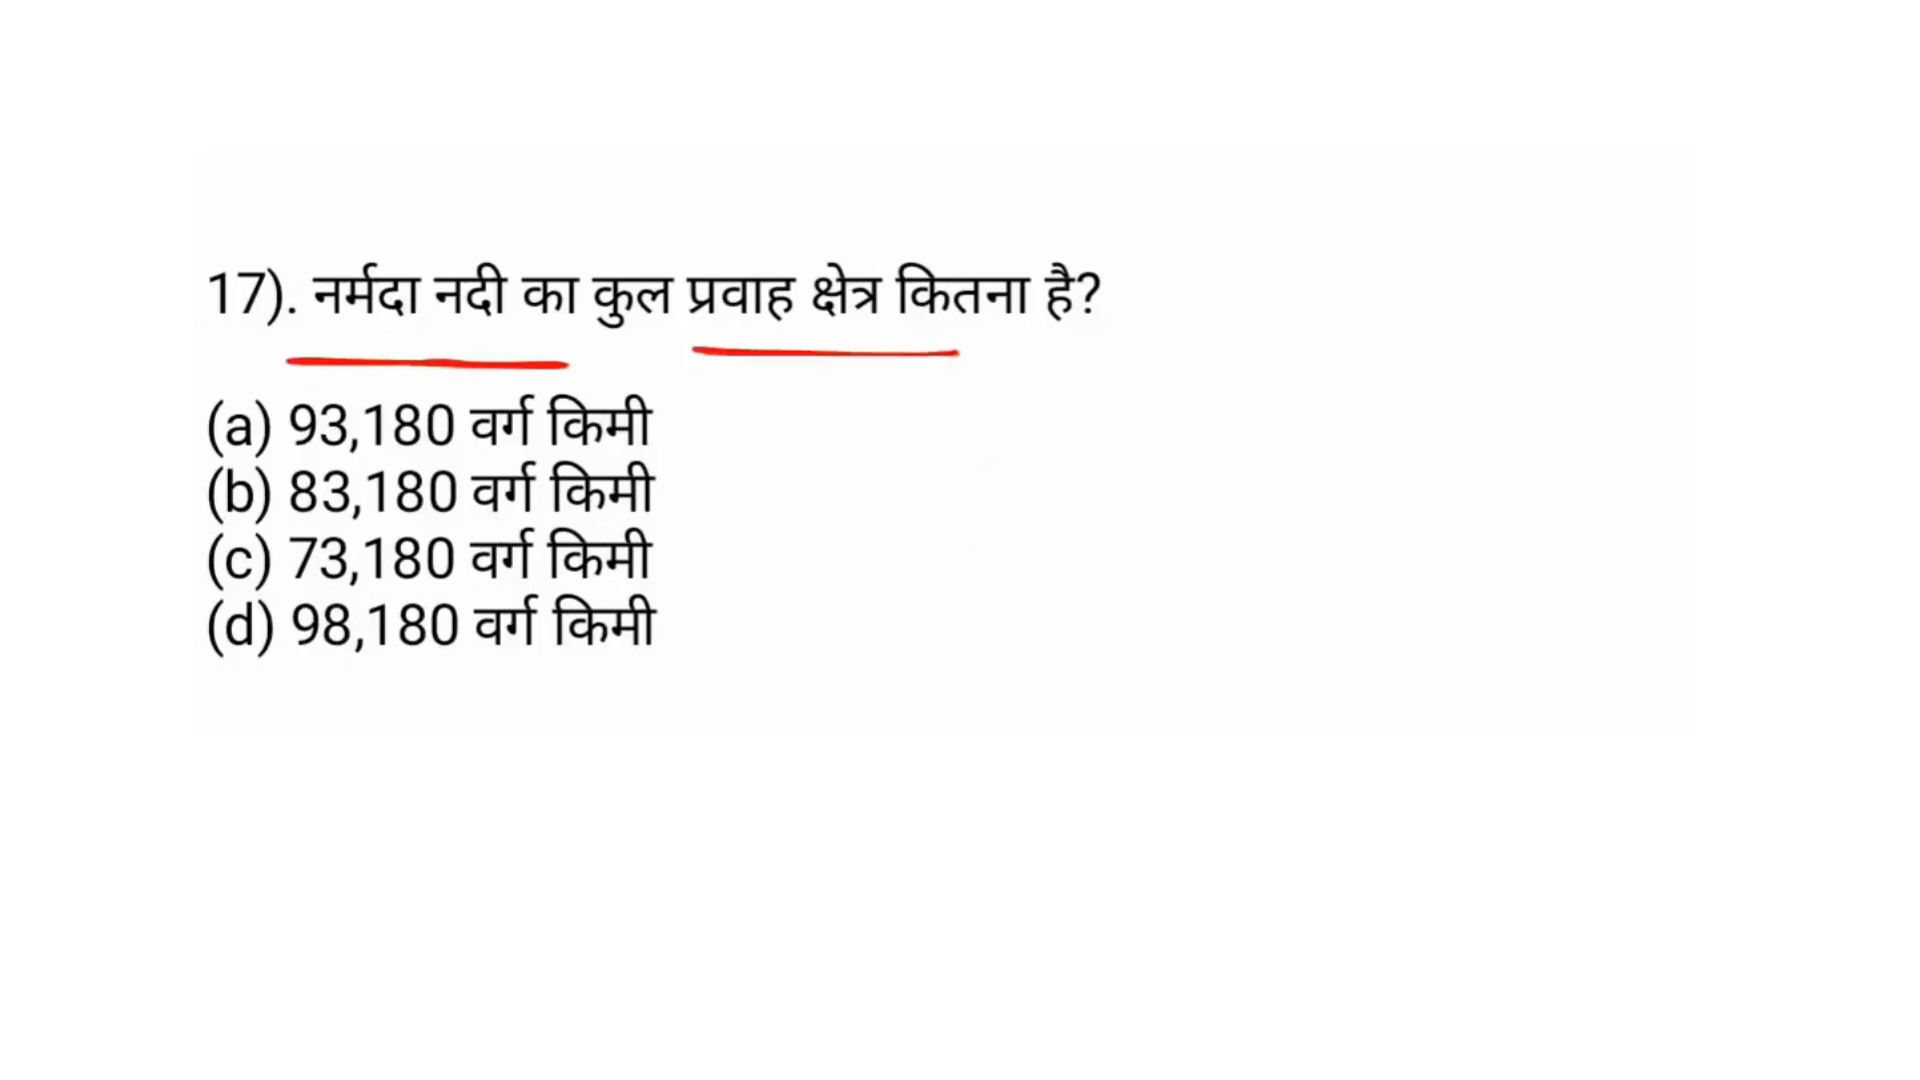 17). नर्मदा नदी का कुल प्रवाह क्षेत्र कितना है?
(a) 93,180 वर्ग किमी
(b) 83,180 वर्ग किमी
(c) 73,180 वर्ग किमी
(d) 98,180 वर्ग किमी